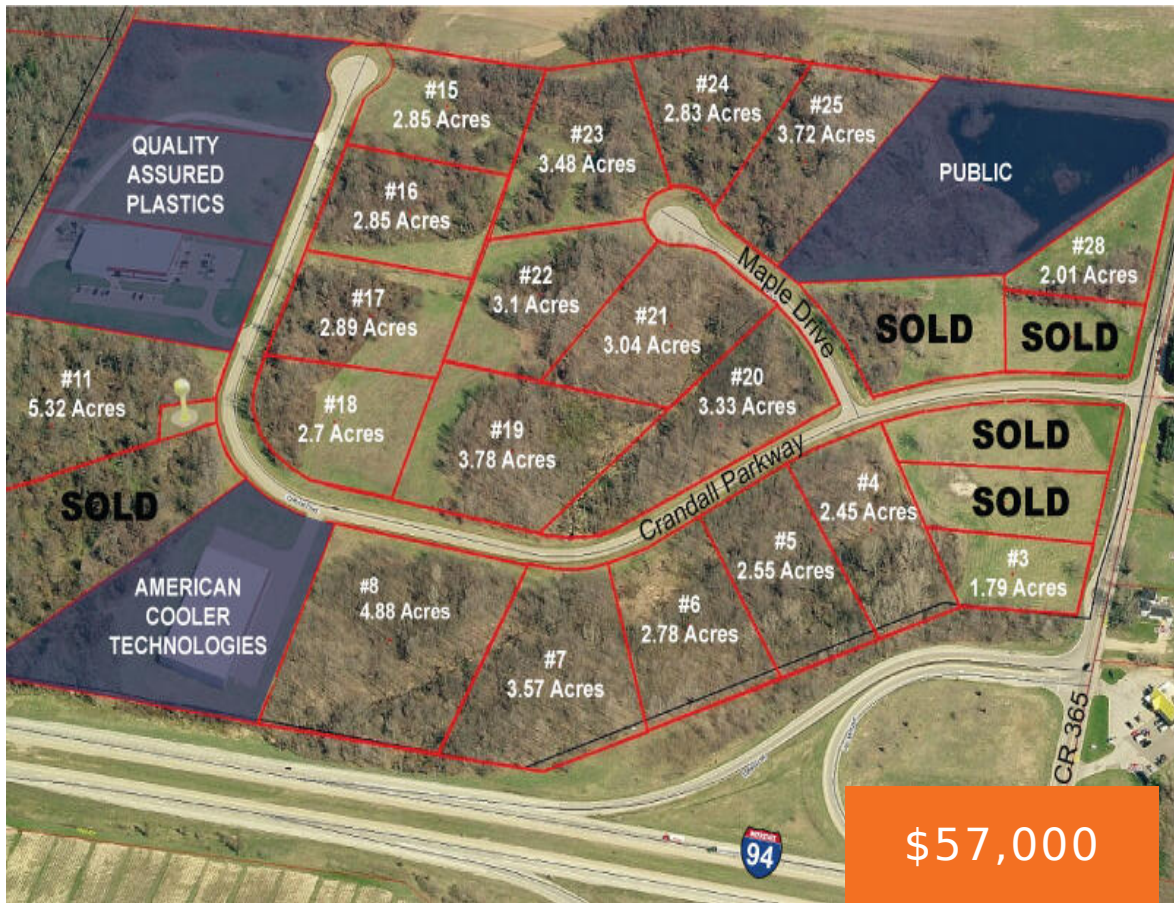 #15
2.85 Acres
#24
2.83 Acres
#25
3.72 Acres
#23
3.48 Acres
QUALITY
ASSURED
PLASTICS
PUBLIC
#16
2.85 Acres
#28
2.01 Acres
#22
3.1 Acres
Maple Drive
#17
2.89 Acres
#21
3.04 Acres
SOLD
SOLD
#11
5.32 Acres
#20
3.33 Acres
#18
2.7 Acres
#19
3.78 Acres
SOLD
SOLD
Crandall Parkway
#4
2.45 Acres
SOLD
#5
2.55 Acres
#3
1.79 Acres
AMERICAN
COOLER
TECHNOLOGIES
#8
4.88 Acres
#6
2.78 Acres
#7
3.57 Acres
CR 365
INTERSTATE
94
$57,000